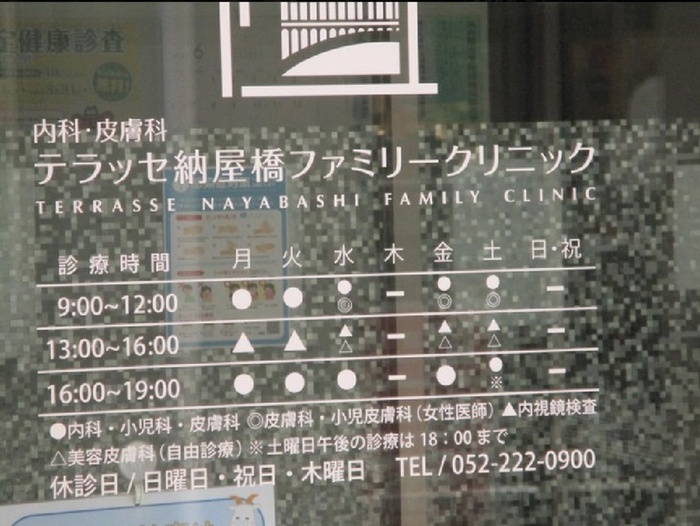 定健康診査
内科・皮膚科
テラッセ納屋橋ファミリークリニック
TERRASSE NAYABASHI FAMILY CLINIC
診療時間 月 火 水 木 金 土 日・祝
9:00~12:00 ● ● ●◎ ー ●◎ ●◎ ー
13:00~16:00 ▲ ▲ ▲△ ー ▲△ ▲△ ー
16:00~19:00 ● ● ● ー ● ●※ ー
●内科・小児科・皮膚科 ◎皮膚科・小児皮膚科(女性医師) ▲内視鏡検査
△美容皮膚科(自由診療) ※土曜日午後の診療は18:00まで
休診日/日曜日・祝日・木曜日 TEL/052-222-0900